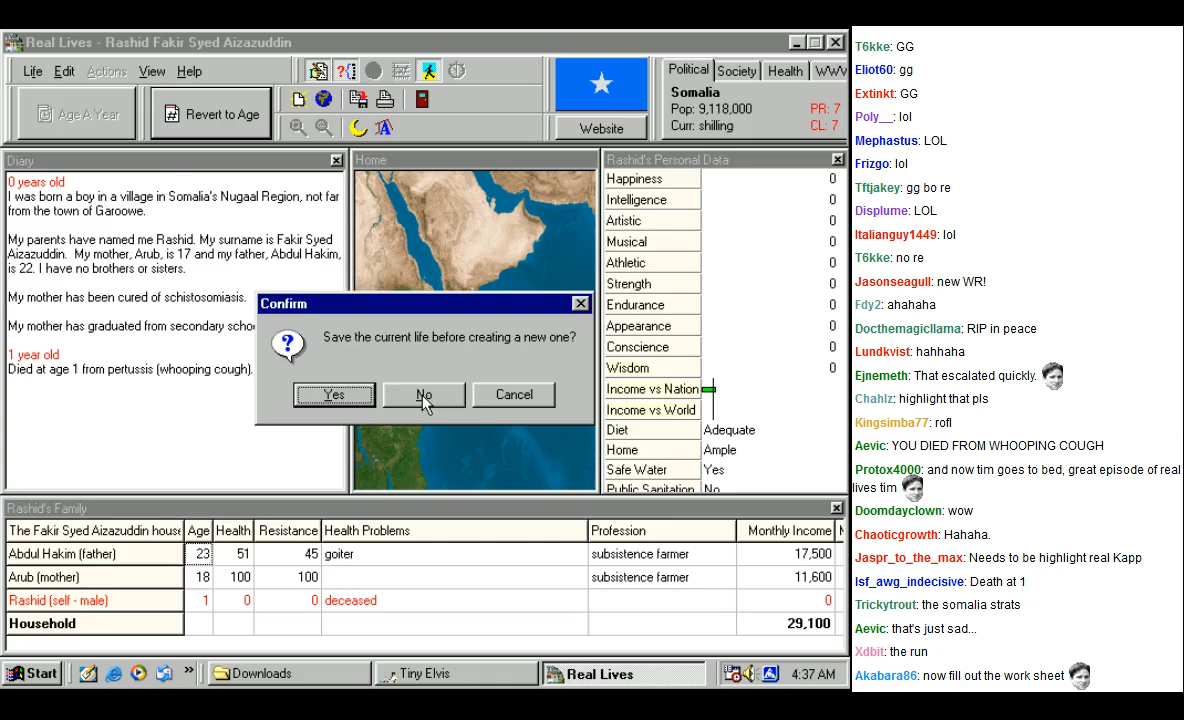 Real Lives - Rashid Fakir Syed Aizazuddin
Life Edit Actions View Help
Age A Year
Revert to Age
Website
Political Society Health WWW
Somalia
Pop: 9,118,000 PR: 7
Curr: shilling CL: 7
Diary
0 years old
I was born a boy in a village in Somalia's Nugaal Region, not far
from the town of Garoowe.
My parents have named me Rashid. My surname is Fakir Syed
Aizazuddin. My mother, Arub, is 17 and my father, Abdul Hakim,
is 22. I have no brothers or sisters.
My mother has been cured of schistosomiasis.
My mother has graduated from secondary schoo
1 year old
Died at age 1 from pertussis (whooping cough).
Home
Confirm
Save the current life before creating a new one?
Yes No Cancel
Rashid's Personal Data
Happiness 0
Intelligence 0
Artistic 0
Musical 0
Athletic 0
Strength 0
Endurance 0
Appearance 0
Conscience 0
Wisdom 0
Income vs Nation
Income vs World
Diet Adequate
Home Ample
Safe Water Yes
Public Sanitation No
Rashid's Family
The Fakir Syed Aizazuddin house Age Health Resistance Health Problems Profession Monthly Income
Abdul Hakim (father) 23 51 45 goiter subsistence farmer 17,500
Arub (mother) 18 100 100 subsistence farmer 11,600
Rashid (self - male) 1 0 0 deceased 0
Household 29,100
Start » Downloads Tiny Elvis Real Lives 4:37 AM
T6kke: GG
Eliot60: gg
Extinkt: GG
Poly__: lol
Mephastus: LOL
Frizgo: lol
Tftjakey: gg bo re
Displume: LOL
Italianguy1449: lol
T6kke: no re
Jasonseagull: new WR!
Fdy2: ahahaha
Docthemagicllama: RIP in peace
Lundkvist: hahhaha
Ejnemeth: That escalated quickly.
Chahlz: highlight that pls
Kingsimba77: rofl
Aevic: YOU DIED FROM WHOOPING COUGH
Protox4000: and now tim goes to bed, great episode of real
lives tim
Doomdayclown: wow
Chaoticgrowth: Hahaha.
Jaspr_to_the_max: Needs to be highlight real Kapp
Isf_awg_indecisive: Death at 1
Trickytrout: the somalia strats
Aevic: that's just sad...
Xdbit: the run
Akabara86: now fill out the work sheet